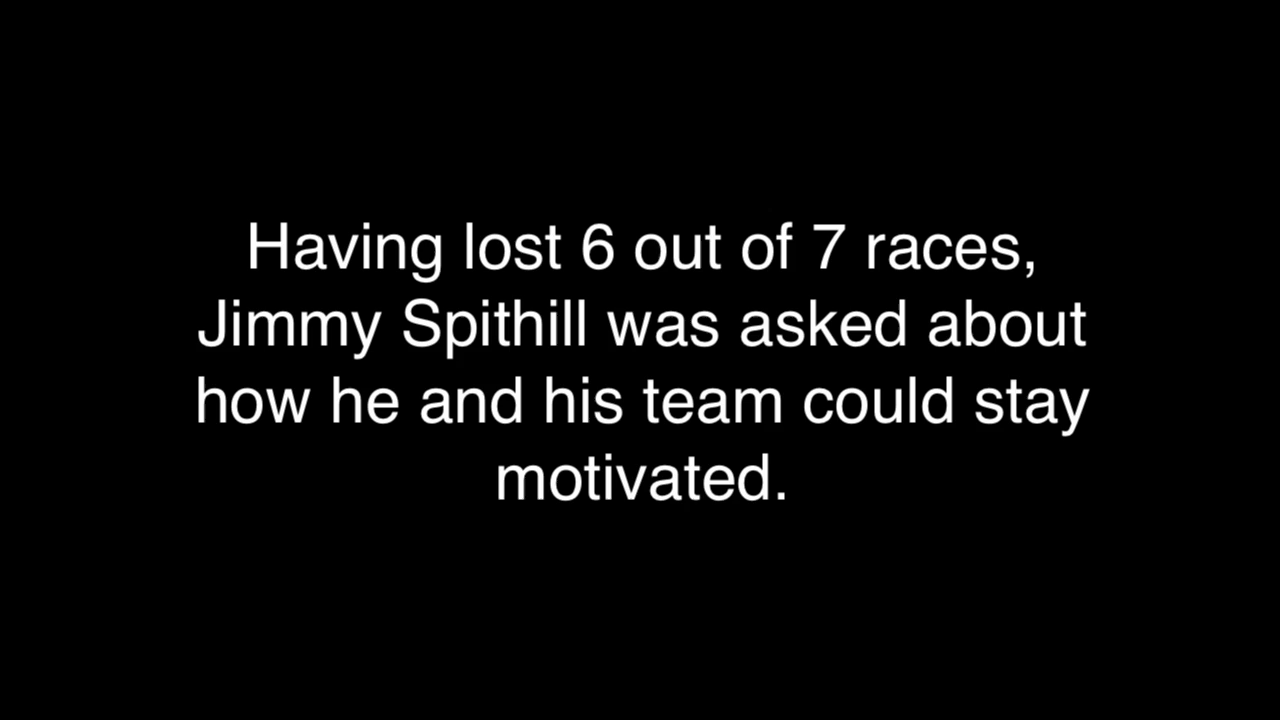 Having lost 6 out of 7 races,
Jimmy Spithill was asked about
how he and his team could stay
motivated.